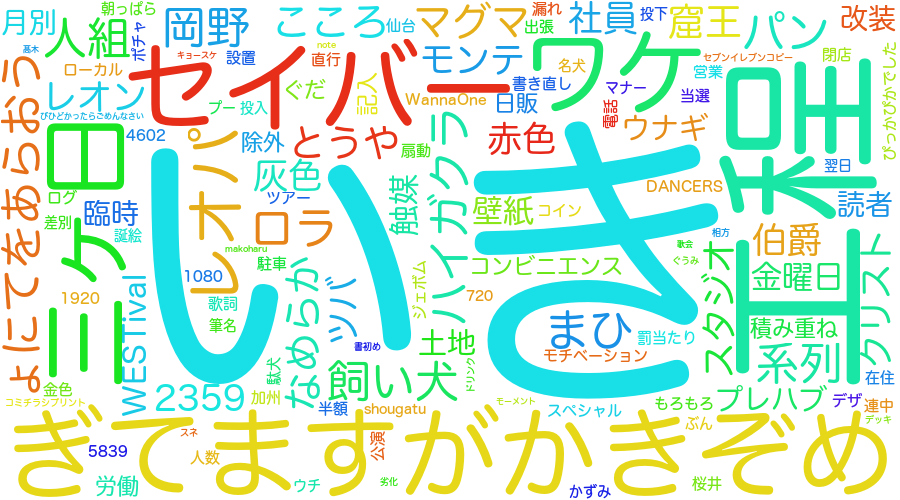 月別
人組
朝っぱら
ポチャ
髙木
キョースケ
岡野
こころ
仙台
マグマ
漏れ
出張
社員
投下
窟王
パン
改装
よにてをあらおう
ローカル
設置
note
直行
モンテ
セイバー
ワケ
名犬
書き直し
マナー
営業
セブンイレブンコピー
閉店
ぴっかぴかでした
レオン
びひどかったらごめんなさい
プー
投入
ぐだ
記入
WannaOne
日販
電話
当選
4602
除外
とうや
扇動
赤色
ウナギ
工程
三ヶ日
ログ
差別
臨時
誕絵
レオパ。
灰色
ツアー
ロラ
makoharu
触媒
ハイガクラ
壁紙
コイン
DANCERS
翌日
読者
相方
歌会
ぐうみ
伯爵
いき
1920
WESTival
1080
駐車
歌詞
筆名
なめらか
ツバ
書初め
ジェボム
コンビニエンス
720
まひ
罰当たり
スタジオ
金曜日
積み重ね
クリスト
系列
土地
モチベーション
金色
コミチラシプリント
2359
加州
駄犬
半額
飼い犬
shougatu
ドリンク
モーメント
スペシャル
もろもろ
プレハブ
デザ
在住
連中
デッキ
ぎてますがかきぞめ
5839
労働
スネ
人数
ウチ
公演
劣化
かずみ
ぶん
桜井